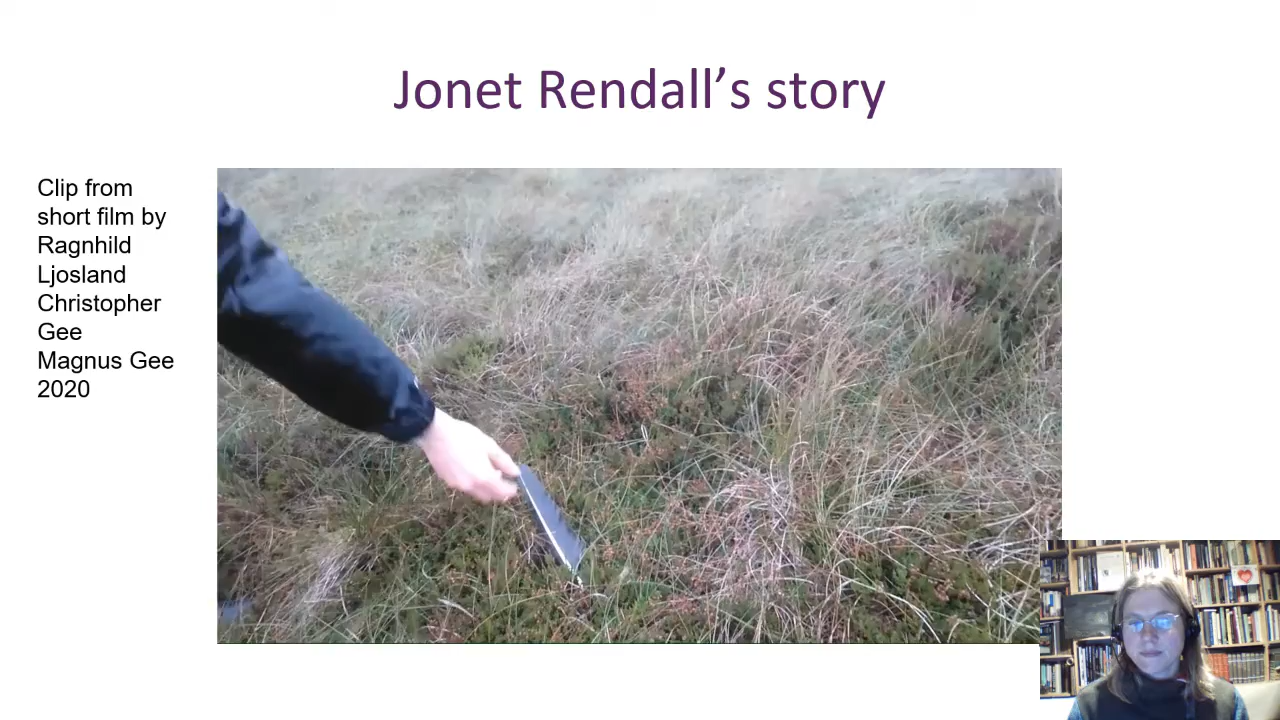 Jonet Rendall’s story
Clip from
short film by
Ragnhild
Ljosland
Christopher
Gee
Magnus Gee
2020